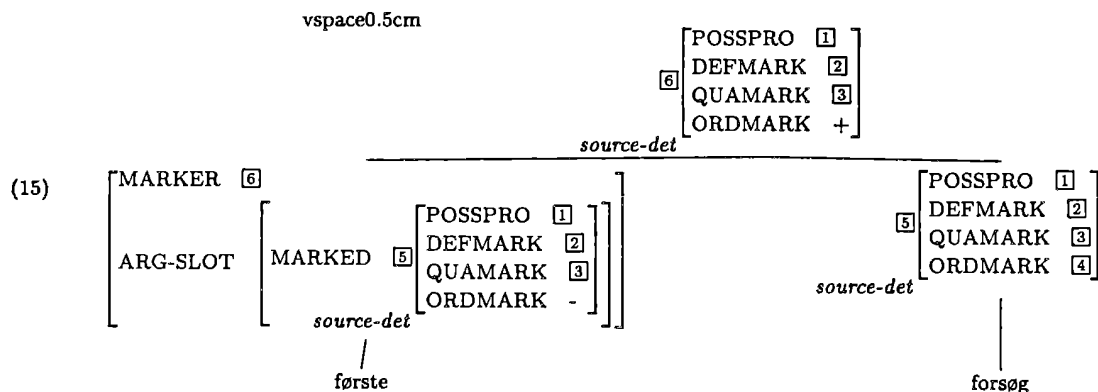 vspace0.5cm
6 POSSPRO 1
DEFMARK 2
QUAMARK 3
ORDMARK +
source-det
(15)
MARKER 6
ARG-SLOT MARKED 5 POSSPRO 1
DEFMARK 2
QUAMARK 3
ORDMARK -
source-det
første
5 POSSPRO 1
DEFMARK 2
QUAMARK 3
ORDMARK 4
source-det
forsøg